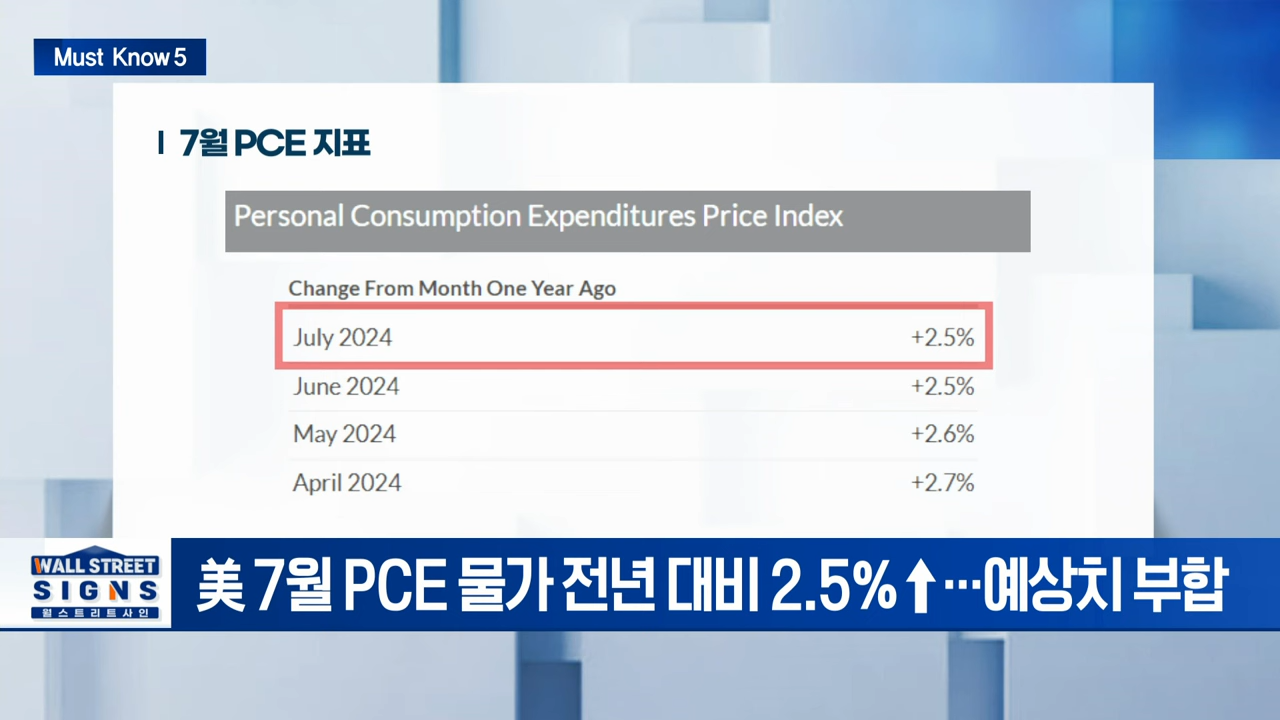 Must Know 5
7월 PCE 지표
Personal Consumption Expenditures Price Index
Change From Month One Year Ago
July 2024 +2.5%
June 2024 +2.5%
May 2024 +2.6%
April 2024 +2.7%
WALL STREET
SIGNS
월스트리트사인
美 7월 PCE 물가 전년 대비 2.5%↑…예상치 부합